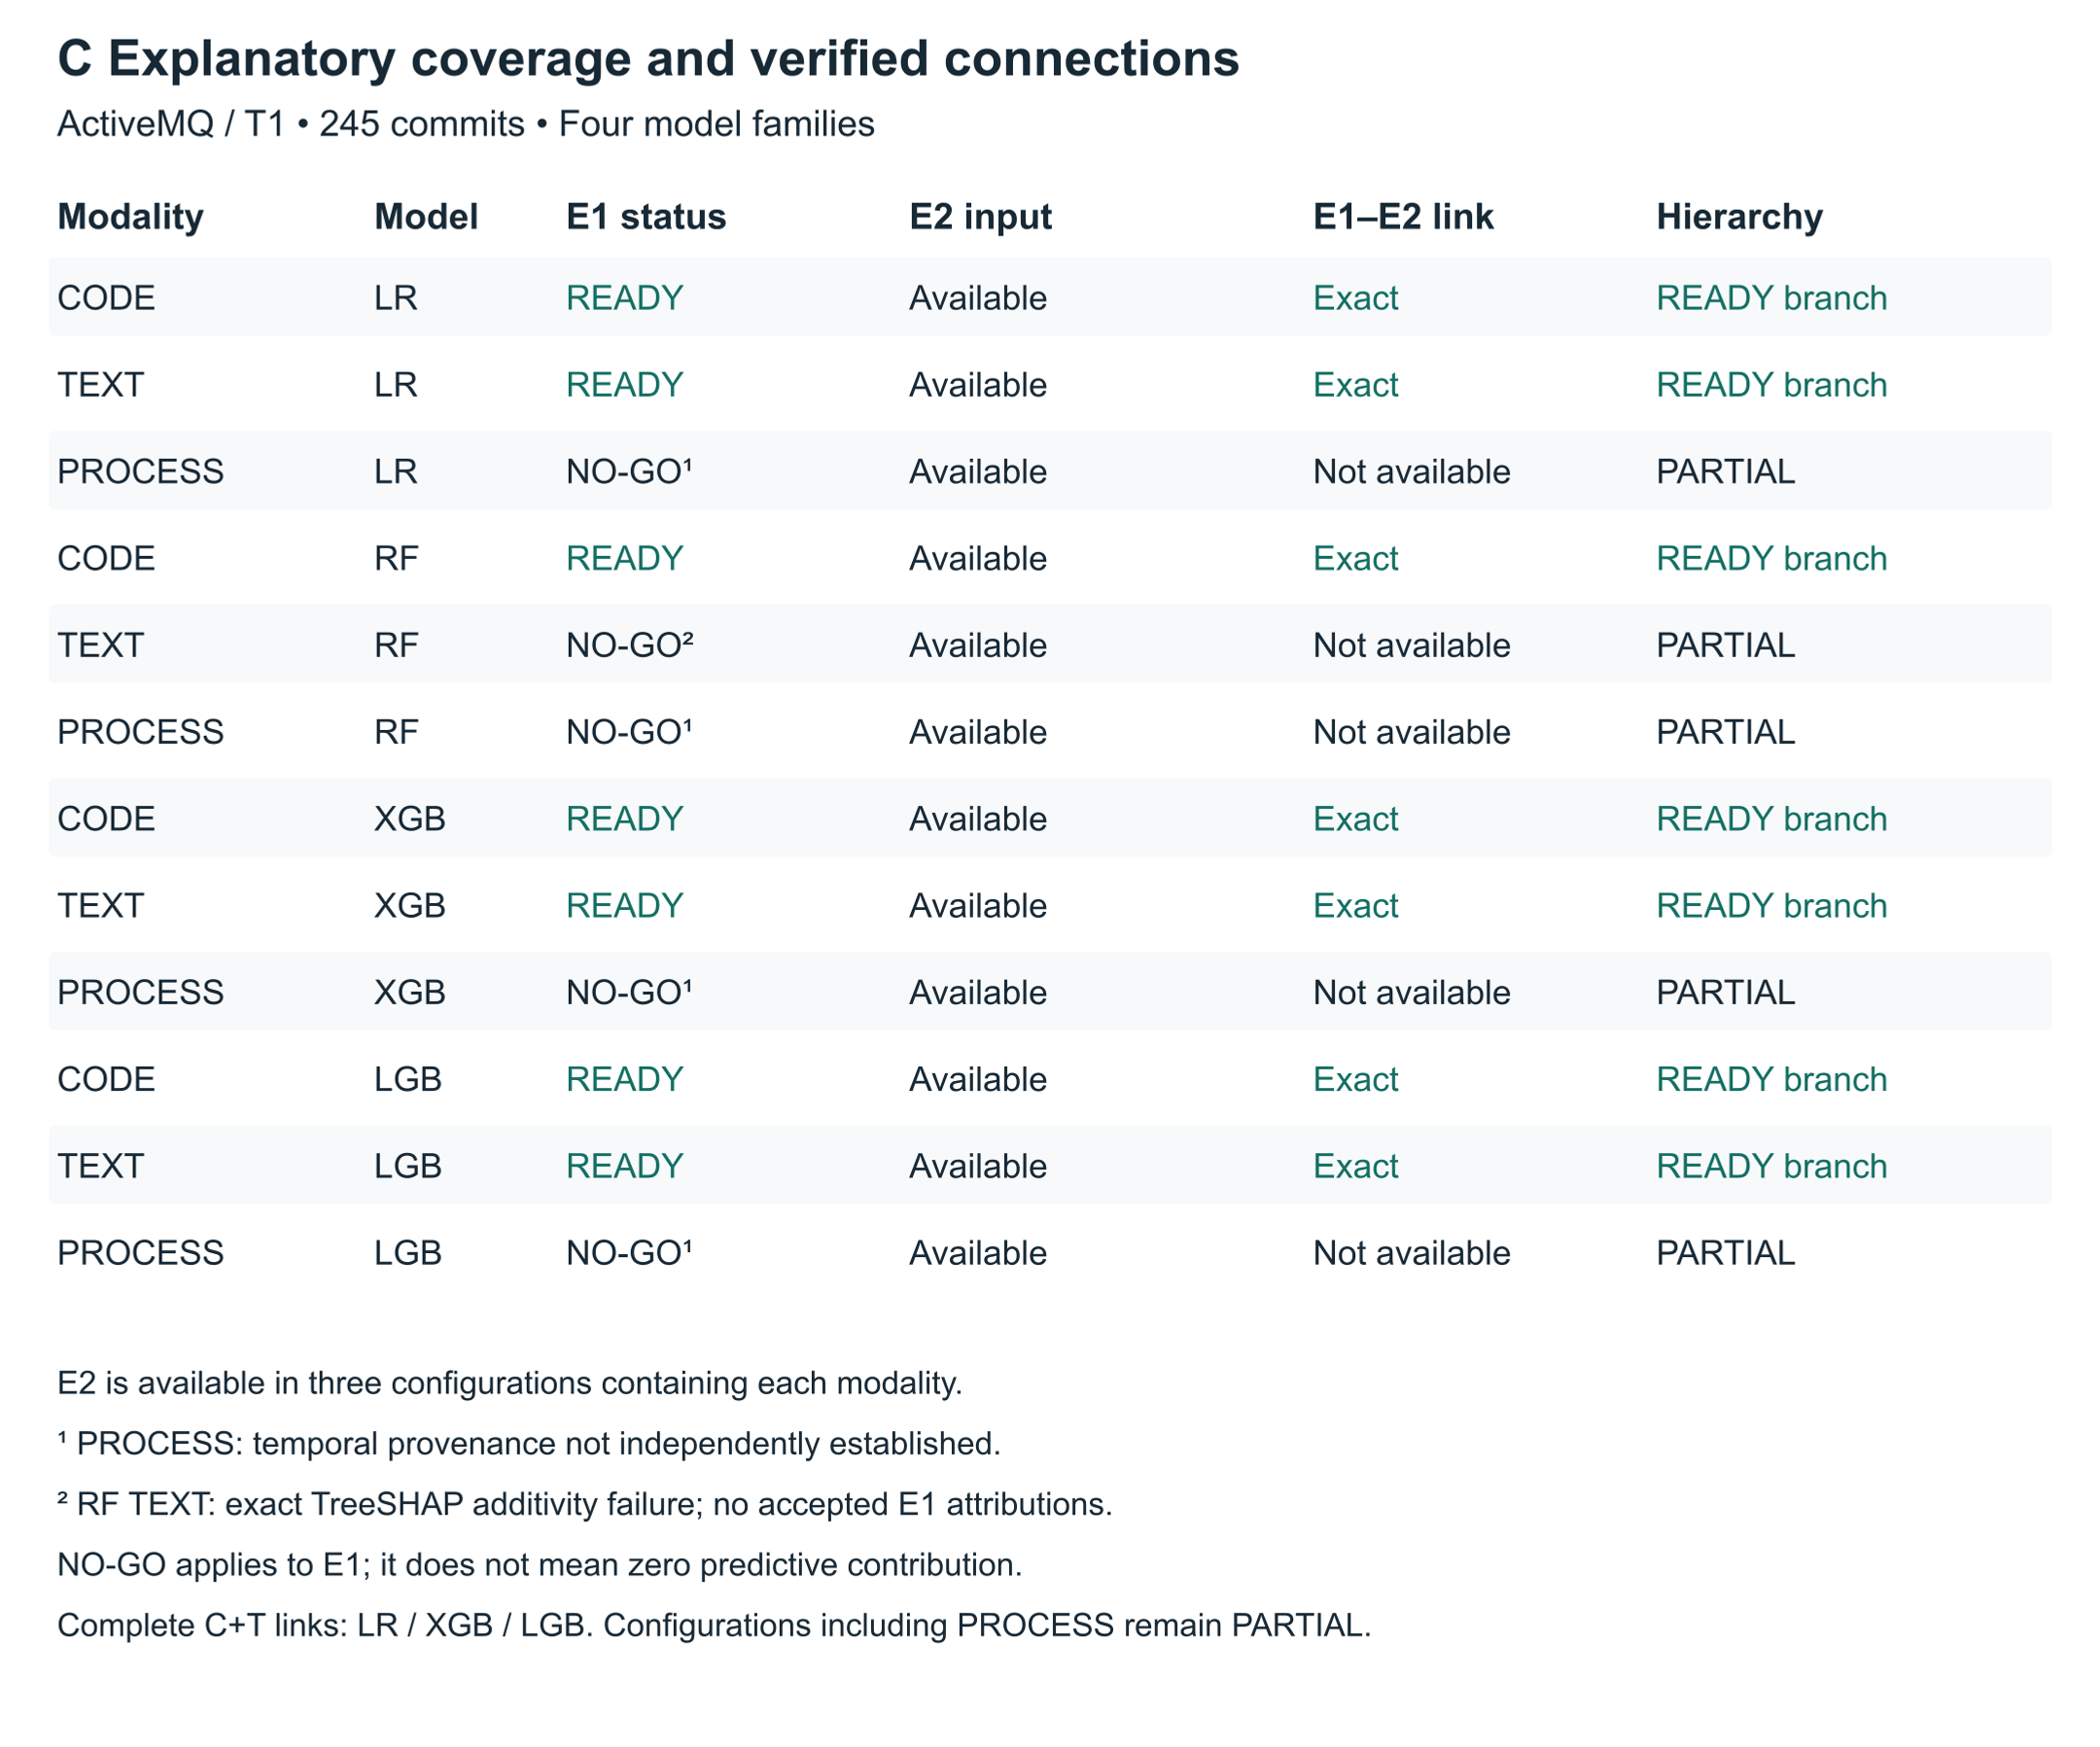 C Explanatory coverage and verified connections
ActiveMQ / T1 • 245 commits • Four model families
Modality Model E1 status E2 input E1–E2 link Hierarchy
CODE LR READY Available Exact READY branch
TEXT LR READY Available Exact READY branch
PROCESS LR NO-GO¹ Available Not available PARTIAL
CODE RF READY Available Exact READY branch
TEXT RF NO-GO² Available Not available PARTIAL
PROCESS RF NO-GO¹ Available Not available PARTIAL
CODE XGB READY Available Exact READY branch
TEXT XGB READY Available Exact READY branch
PROCESS XGB NO-GO¹ Available Not available PARTIAL
CODE LGB READY Available Exact READY branch
TEXT LGB READY Available Exact READY branch
PROCESS LGB NO-GO¹ Available Not available PARTIAL
E2 is available in three configurations containing each modality.
¹ PROCESS: temporal provenance not independently established.
² RF TEXT: exact TreeSHAP additivity failure; no accepted E1 attributions.
NO-GO applies to E1; it does not mean zero predictive contribution.
Complete C+T links: LR / XGB / LGB. Configurations including PROCESS remain PARTIAL.